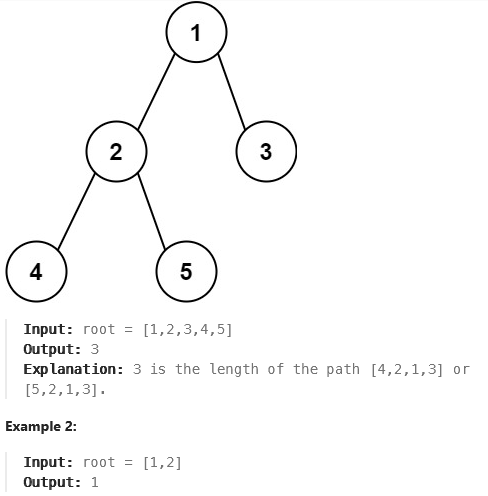 1
2
3
4
5
Input: root = [1,2,3,4,5]
Output: 3
Explanation: 3 is the length of the path [4,2,1,3] or
[5,2,1,3].
Example 2:
Input: root = [1,2]
Output: 1